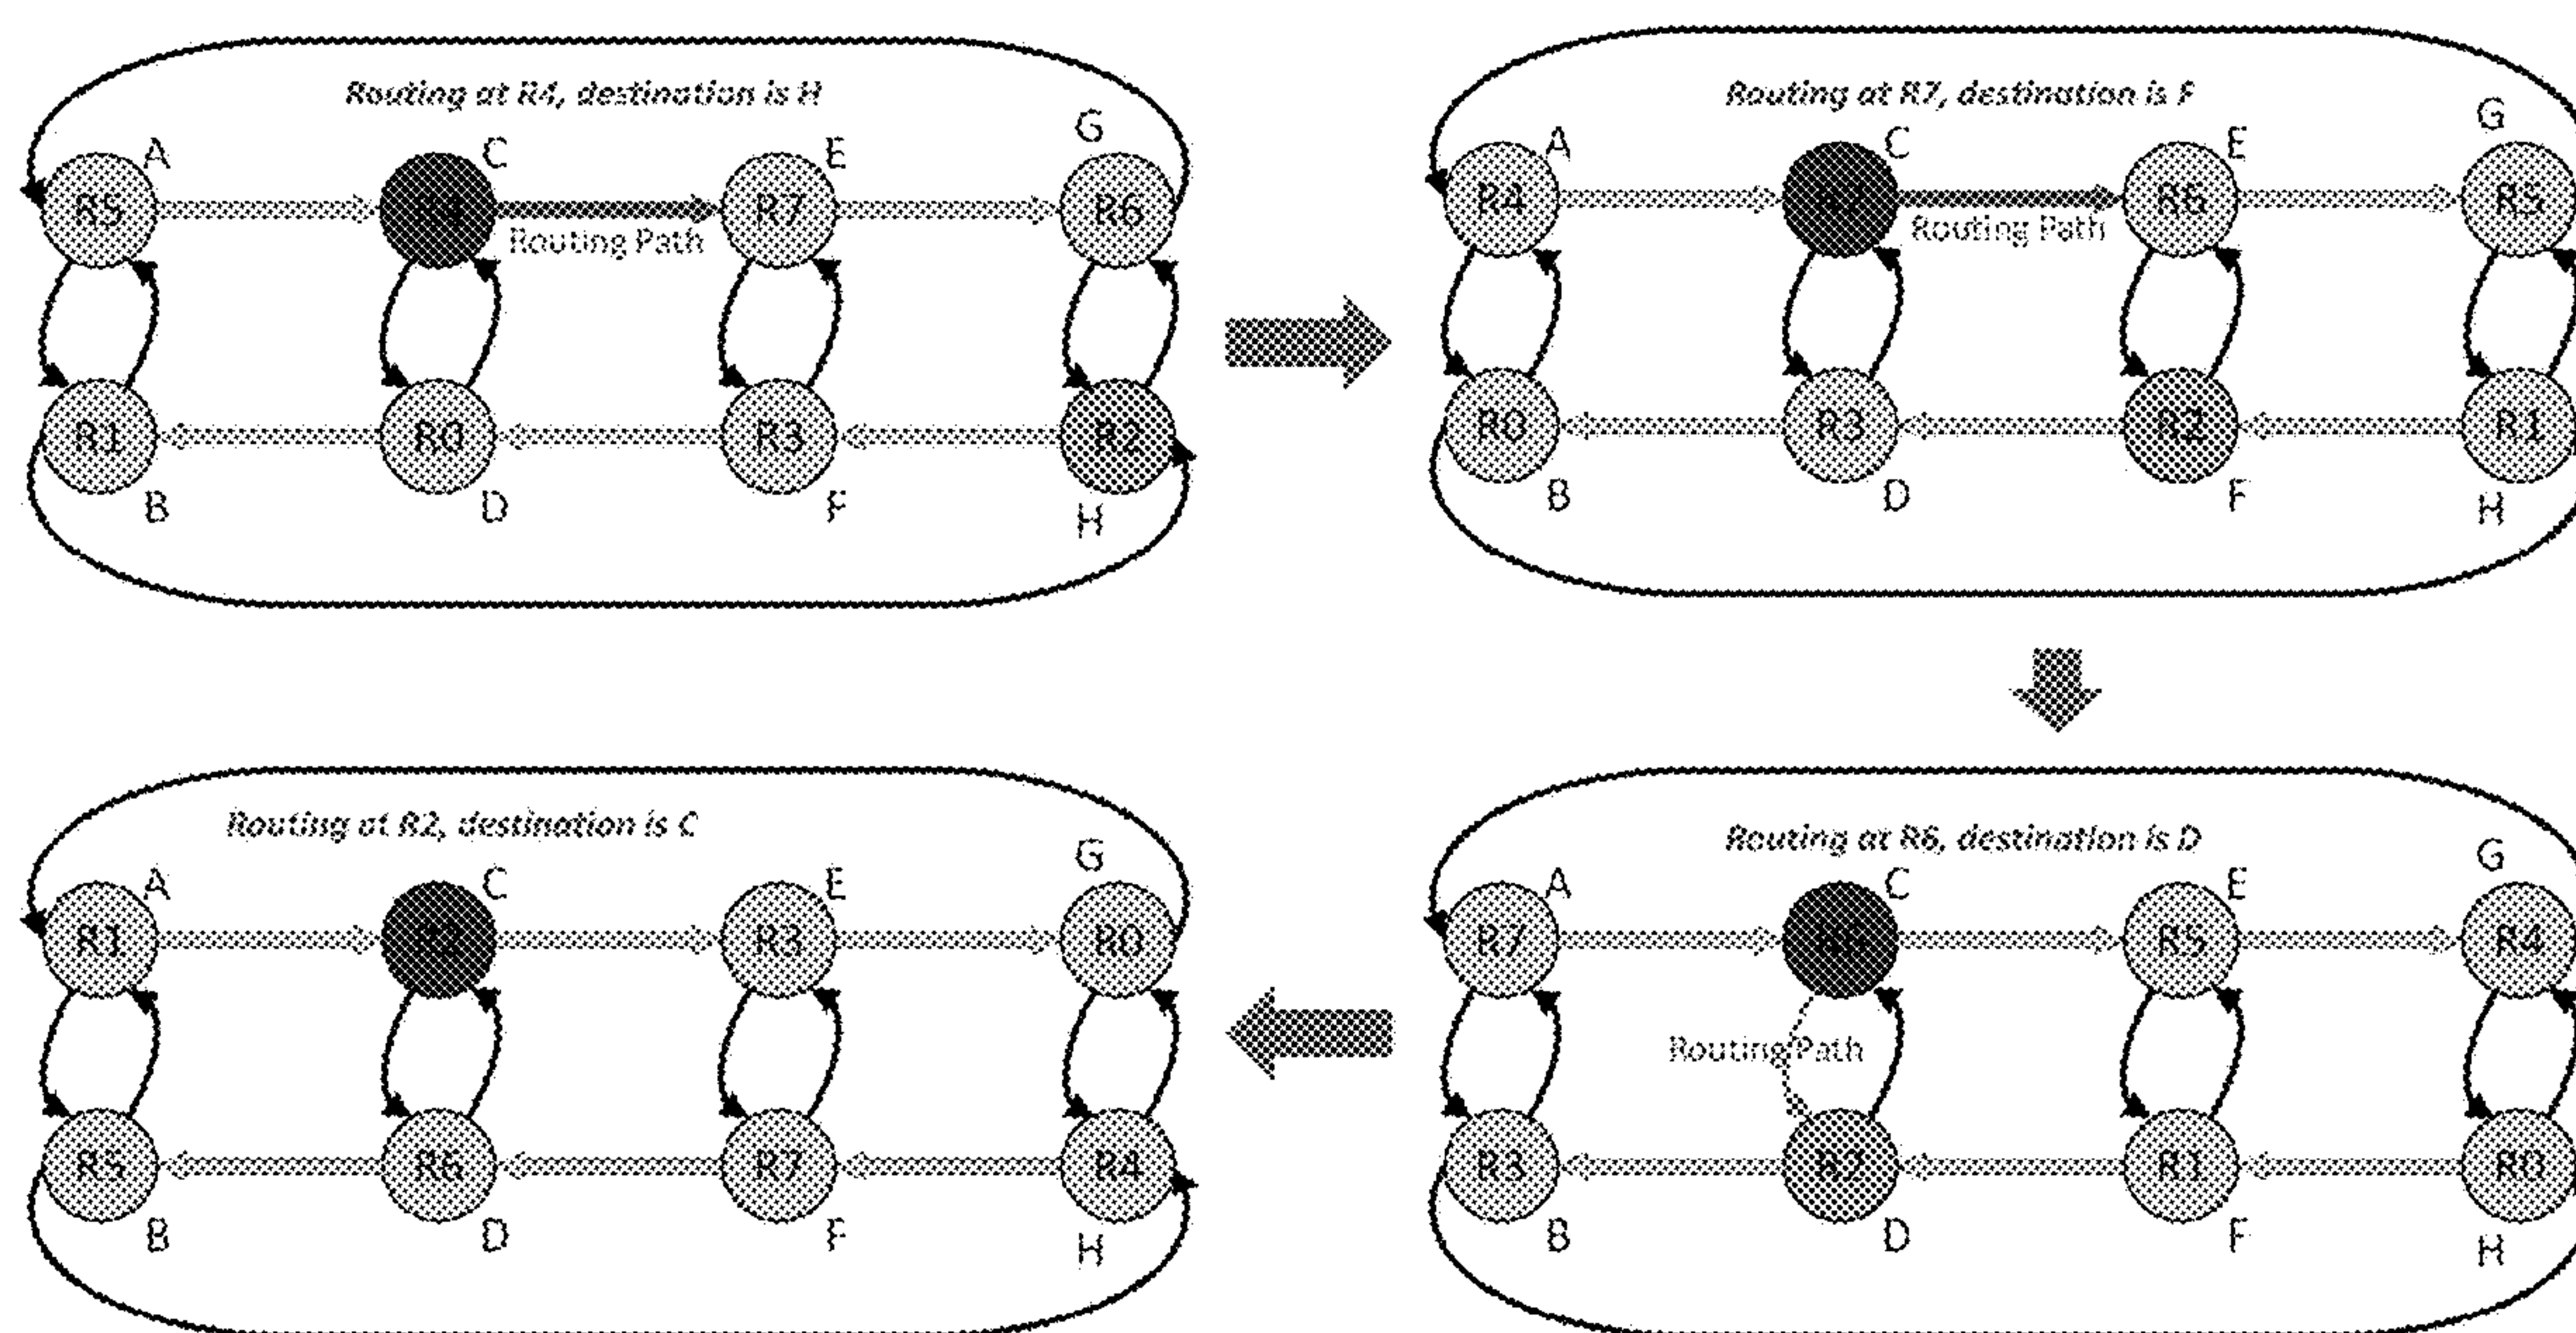 Routing at R4, destination is H
A
C
E
G
R5
R4
R7
R6
Routing Path
R1
R0
R3
R2
B
D
F
H
Routing at R7, destination is F
A
C
E
G
R4
R7
R6
R5
Routing Path
R0
R3
R2
R1
B
D
F
H
Routing at R2, destination is C
A
C
E
G
R1
R2
R3
R0
R5
R6
R7
R4
B
D
F
H
Routing at R6, destination is D
A
C
E
G
R7
R6
R5
R4
Routing Path
R3
R1
R0
B
D
F
H